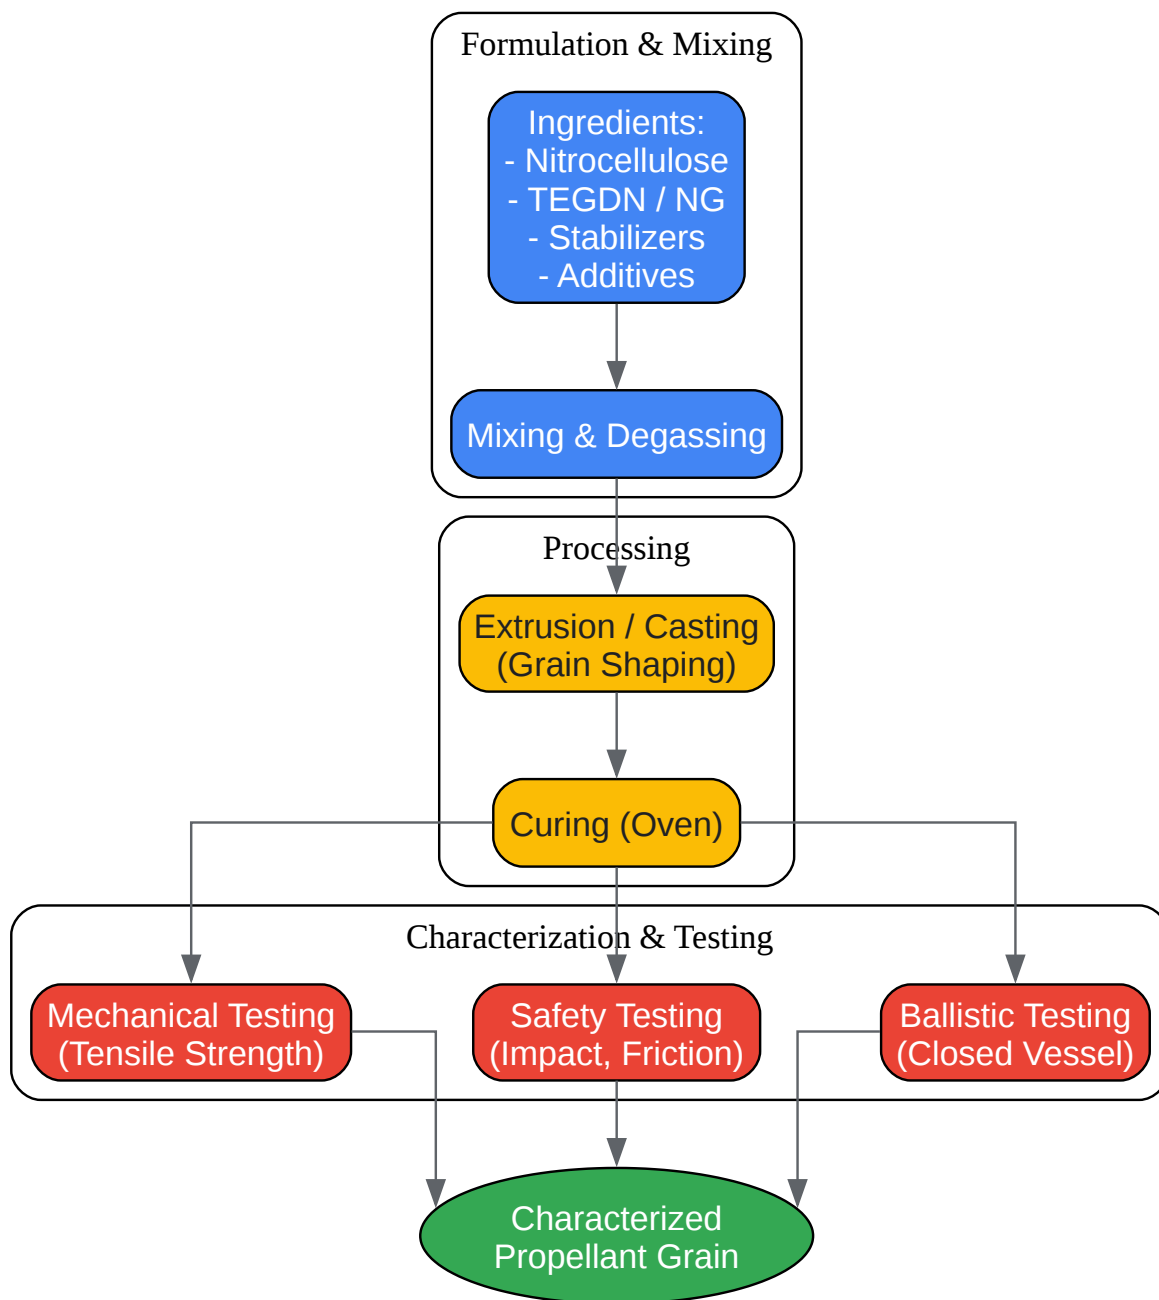 Formulation & Mixing
Ingredients:
- Nitrocellulose
- TEGDN / NG
- Stabilizers
- Additives
Mixing & Degassing
Processing
Extrusion / Casting
(Grain Shaping)
Curing (Oven)
Characterization & Testing
Mechanical Testing
(Tensile Strength)
Safety Testing
(Impact, Friction)
Ballistic Testing
(Closed Vessel)
Characterized
Propellant Grain